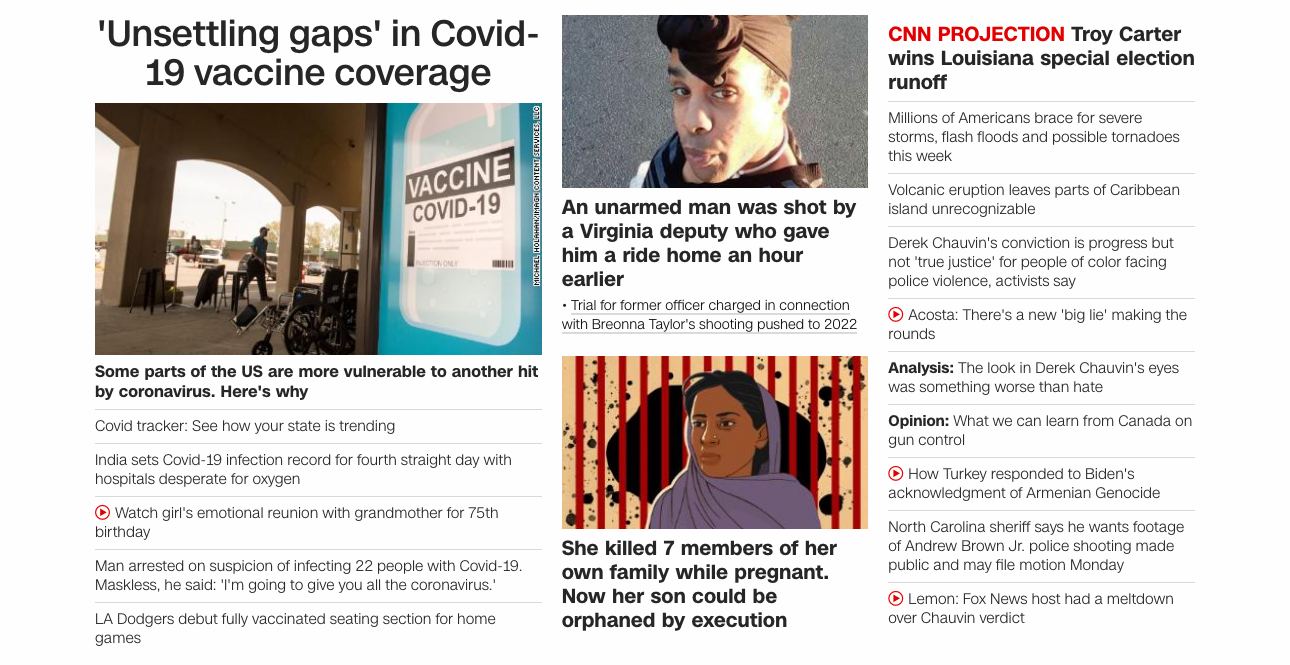 'Unsettling gaps' in Covid-
19 vaccine coverage
VACCINE
COVID-19
INJECTION ONLY
MICHAEL HOLAHAN/IMAGN CONTENT SERVICES, LLC
Some parts of the US are more vulnerable to another hit
by coronavirus. Here's why
Covid tracker: See how your state is trending
India sets Covid-19 infection record for fourth straight day with
hospitals desperate for oxygen
Watch girl's emotional reunion with grandmother for 75th
birthday
Man arrested on suspicion of infecting 22 people with Covid-19.
Maskless, he said: 'I'm going to give you all the coronavirus.'
LA Dodgers debut fully vaccinated seating section for home
games
An unarmed man was shot by
a Virginia deputy who gave
him a ride home an hour
earlier
• Trial for former officer charged in connection
with Breonna Taylor's shooting pushed to 2022
She killed 7 members of her
own family while pregnant.
Now her son could be
orphaned by execution
CNN PROJECTION Troy Carter
wins Louisiana special election
runoff
Millions of Americans brace for severe
storms, flash floods and possible tornadoes
this week
Volcanic eruption leaves parts of Caribbean
island unrecognizable
Derek Chauvin's conviction is progress but
not 'true justice' for people of color facing
police violence, activists say
Acosta: There's a new 'big lie' making the
rounds
Analysis: The look in Derek Chauvin's eyes
was something worse than hate
Opinion: What we can learn from Canada on
gun control
How Turkey responded to Biden's
acknowledgment of Armenian Genocide
North Carolina sheriff says he wants footage
of Andrew Brown Jr. police shooting made
public and may file motion Monday
Lemon: Fox News host had a meltdown
over Chauvin verdict